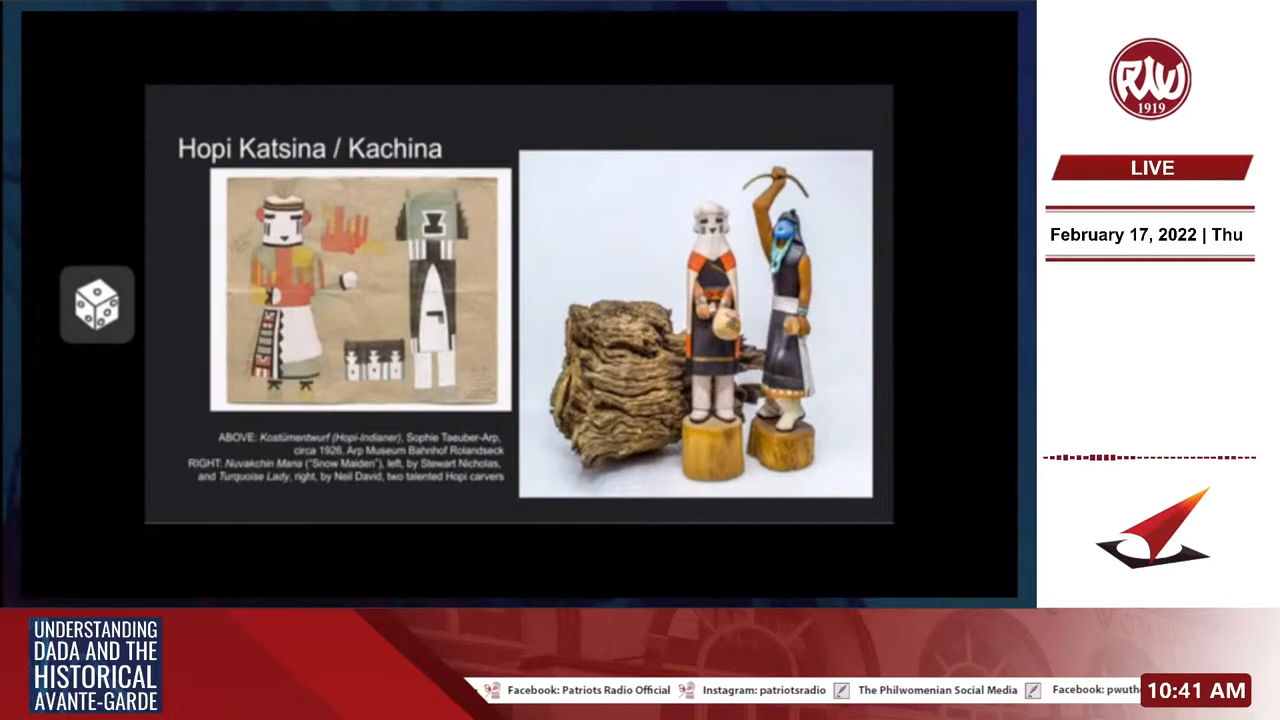 Hopi Katsina / Kachina
ABOVE: Kostümentwurf (Hopi-Indianer), Sophie Taeuber-Arp,
circa 1926, Arp Museum Bahnhof Rolandseck
RIGHT: Nuvakchin Mana ("Snow Maiden"), left, by Stewart Nicholas,
and Turquoise Lady, right, by Neil David, two talented Hopi carvers
PWU
1919
LIVE
February 17, 2022 | Thu
UNDERSTANDING
DADA AND THE
HISTORICAL
AVANTE-GARDE
Facebook: Patriots Radio Official
Instagram: patriotsradio
The Philwomenian Social Media
Facebook: pwuth
10:41 AM